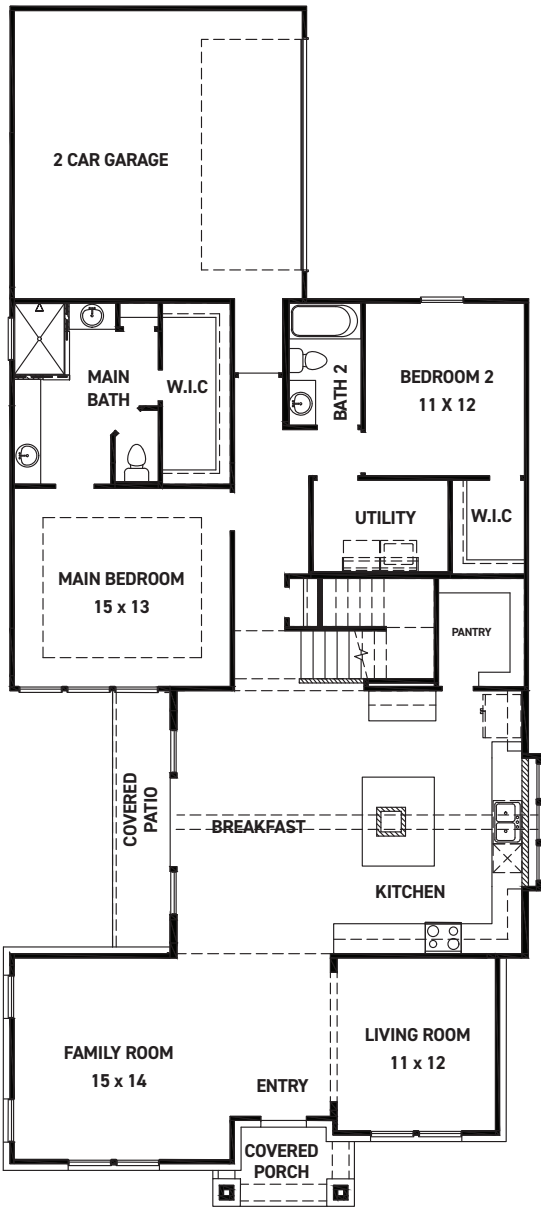 2 CAR GARAGE
MAIN
BATH
W.I.C
BATH 2
BEDROOM 2
11 X 12
UTILITY
W.I.C
MAIN BEDROOM
15 x 13
PANTRY
COVERED
PATIO
BREAKFAST
KITCHEN
FAMILY ROOM
15 x 14
LIVING ROOM
11 x 12
ENTRY
COVERED
PORCH